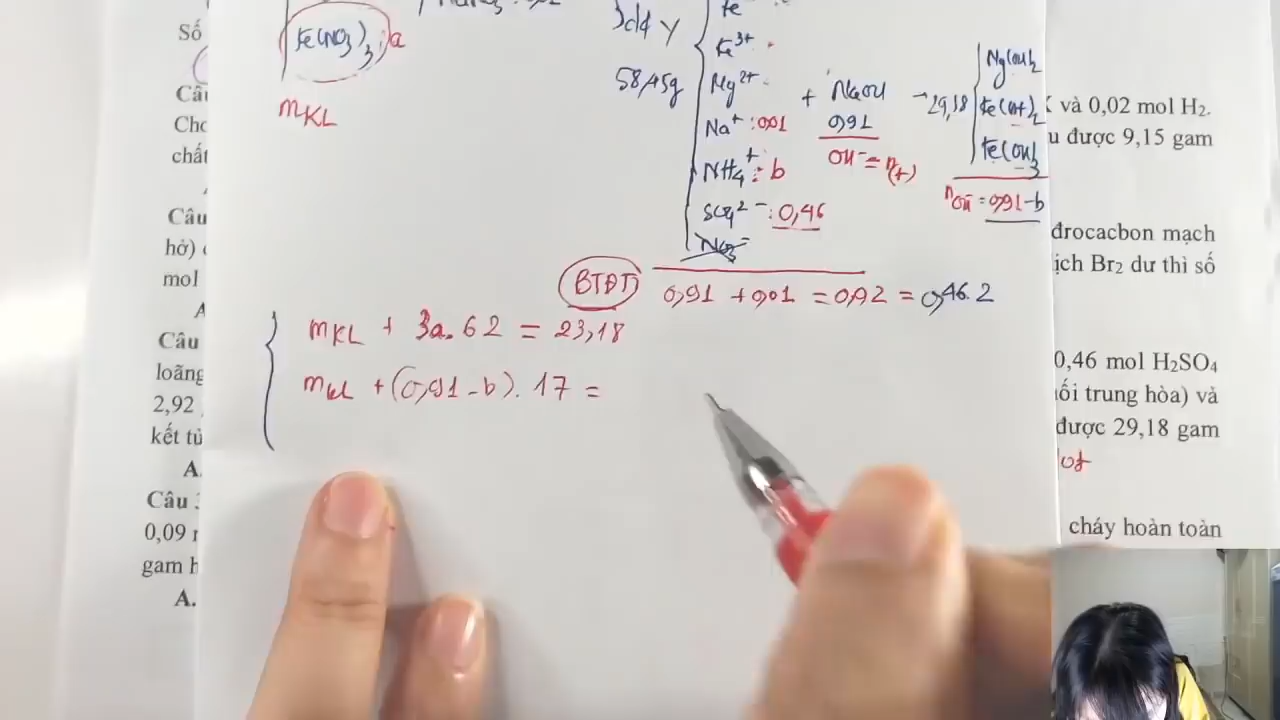 Số
Fe(NO3)3: a
mKL
dd Y
58,45g
Fe3+
Mg2+
Na+: 0,01
NH4+: b
SO42-: 0,46
NO3-
+ NaOH
0,91
OH- = n(+)
→ 29,18
Mg(OH)2
Fe(OH)2
Fe(OH)3
nOH- = 0,91-b
BTĐT
0,91 + 0,01 = 0,92 = 0,46.2
mKL + 3a.62 = 23,18
mKL + (0,91-b).17 =
và 0,02 mol H2.
Cho
chất
u được 9,15 gam
Câu
hở)
mol
A
đrocacbon mạch
ịch Br2 dư thì số
Câu
loãng
2,92
kết tủ
A.
0,46 mol H2SO4
ối trung hòa) và
được 29,18 gam
Câu
0,09
gam h
A.
cháy hoàn toàn